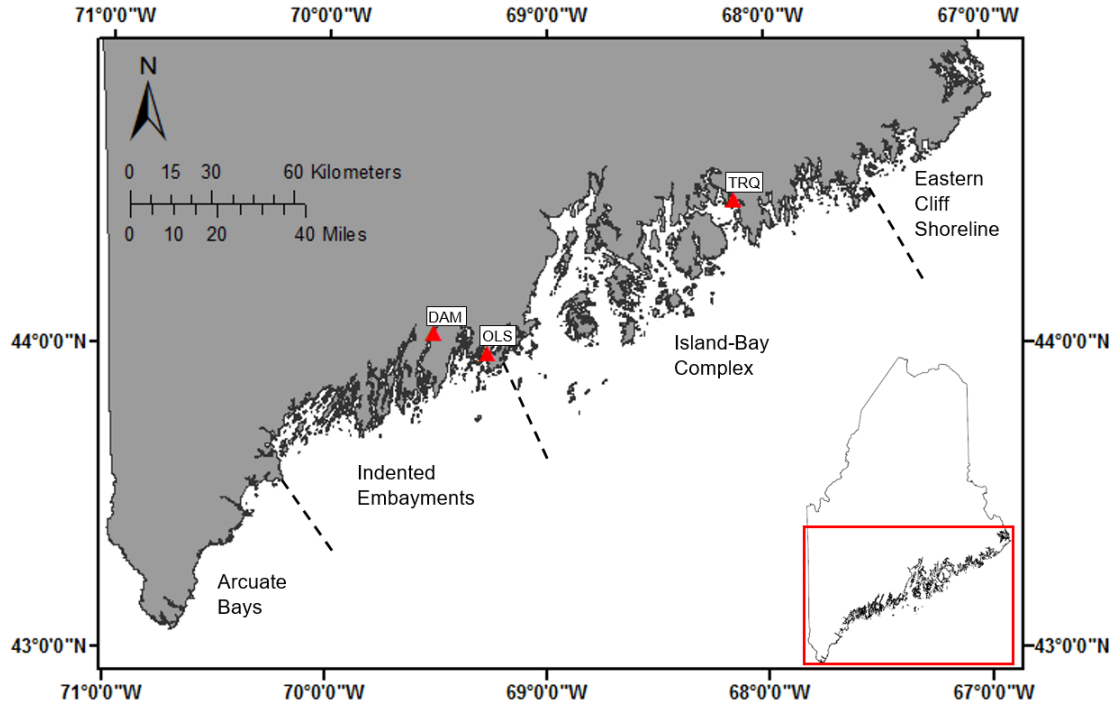 71°0'0"W 70°0'0"W 69°0'0"W 68°0'0"W 67°0'0"W
N
0 15 30 60 Kilometers
0 10 20 40 Miles
TRQ
Eastern
Cliff
Shoreline
DAM
OLS
44°0'0"N 44°0'0"N
Island-Bay
Complex
Indented
Embayments
Arcuate
Bays
43°0'0"N 43°0'0"N
71°0'0"W 70°0'0"W 69°0'0"W 68°0'0"W 67°0'0"W